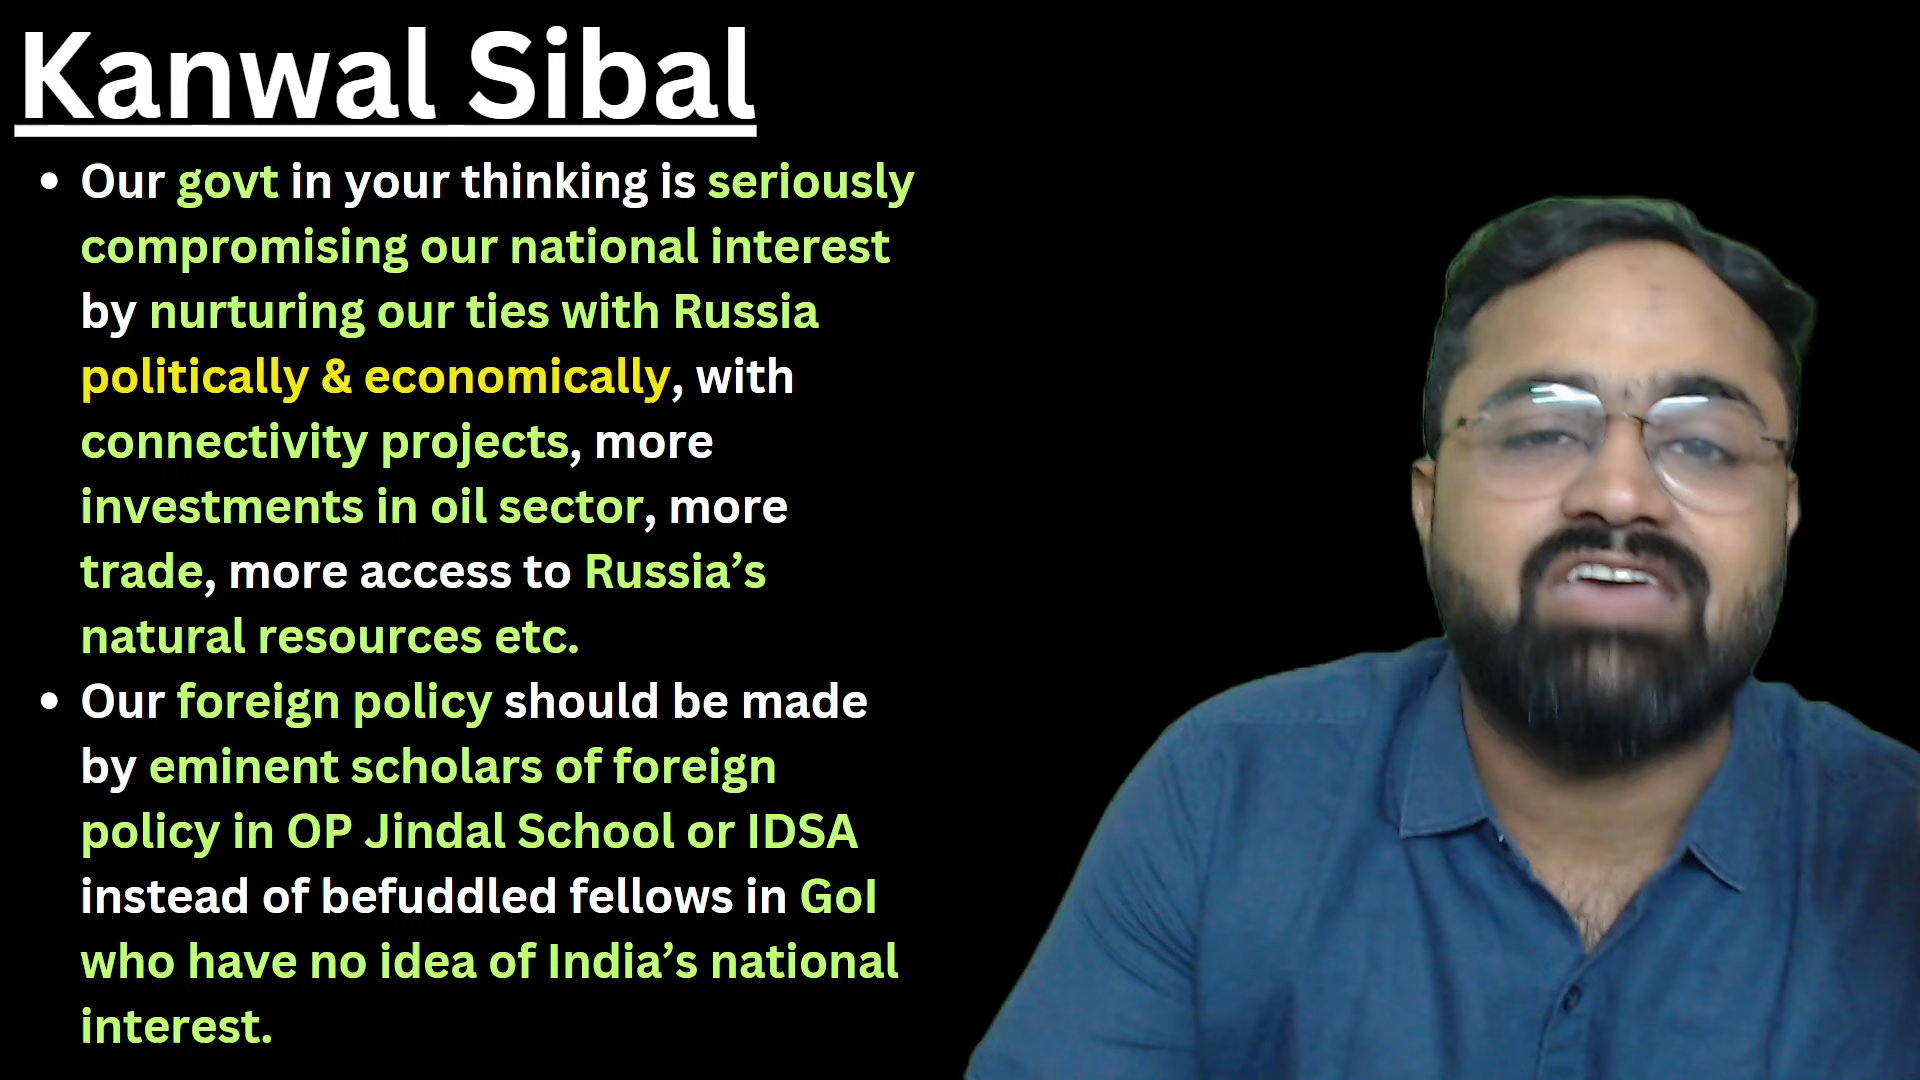 Kanwal Sibal
• Our govt in your thinking is seriously
compromising our national interest
by nurturing our ties with Russia
politically & economically, with
connectivity projects, more
investments in oil sector, more
trade, more access to Russia’s
natural resources etc.
• Our foreign policy should be made
by eminent scholars of foreign
policy in OP Jindal School or IDSA
instead of befuddled fellows in GoI
who have no idea of India’s national
interest.